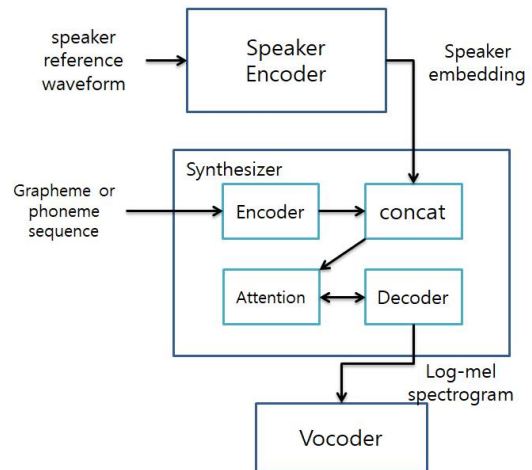 speaker
reference
waveform
Speaker
Encoder
Speaker
embedding
Synthesizer
Grapheme or
phoneme
sequence
Encoder
concat
Attention
Decoder
Log-mel
spectrogram
Vocoder